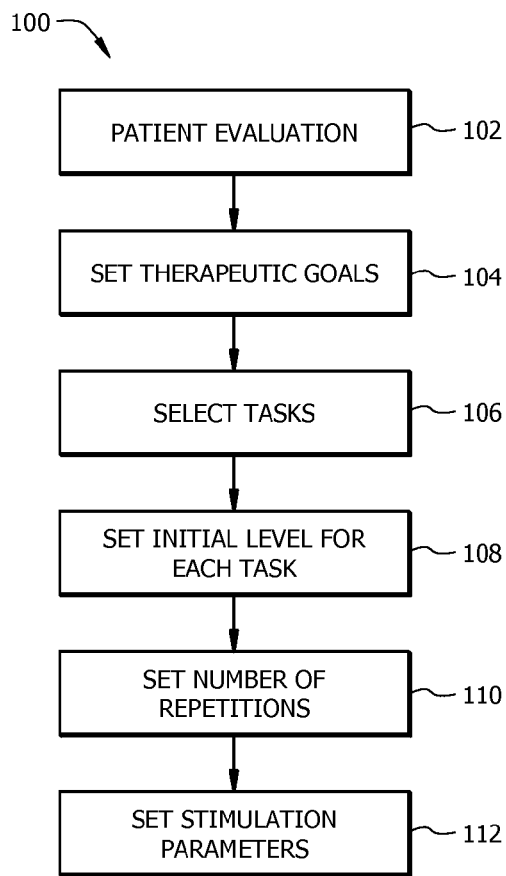 100
PATIENT EVALUATION
102
SET THERAPEUTIC GOALS
104
SELECT TASKS
106
SET INITIAL LEVEL FOR
EACH TASK
108
SET NUMBER OF
REPETITIONS
110
SET STIMULATION
PARAMETERS
112